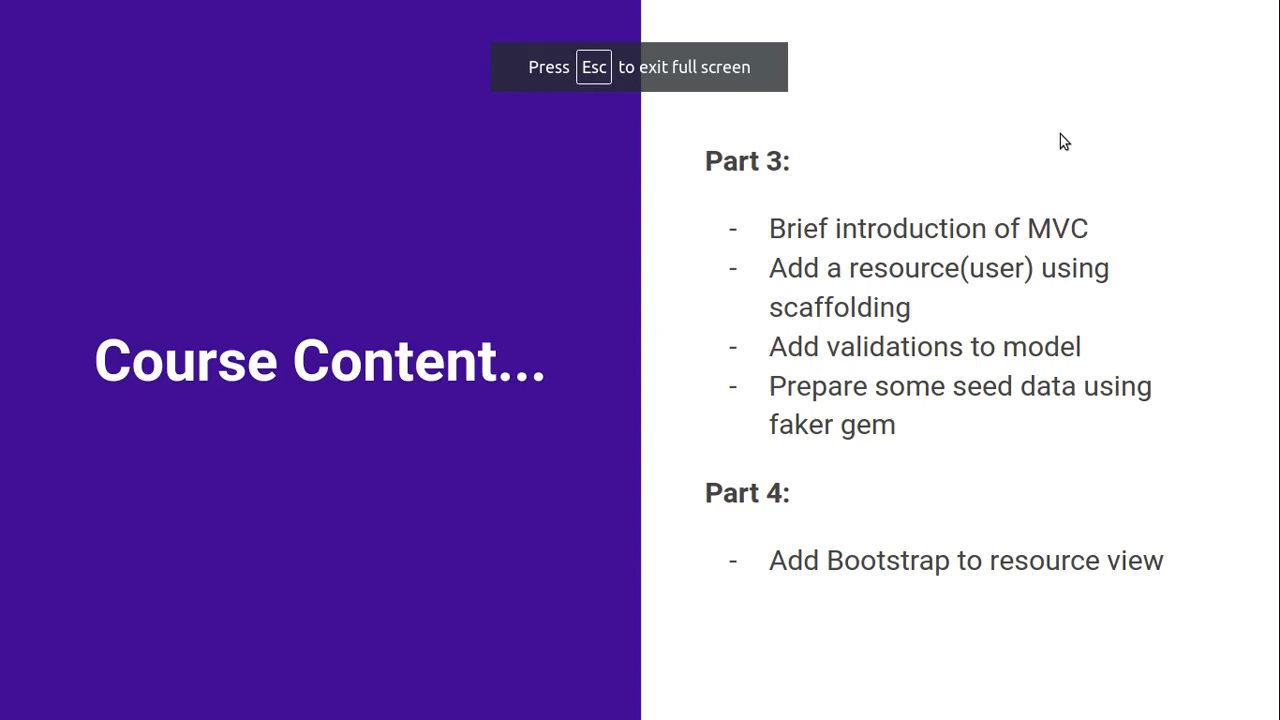 Press Esc to exit full screen
Course Content...
Part 3:
- Brief introduction of MVC
- Add a resource(user) using
scaffolding
- Add validations to model
- Prepare some seed data using
faker gem
Part 4:
- Add Bootstrap to resource view